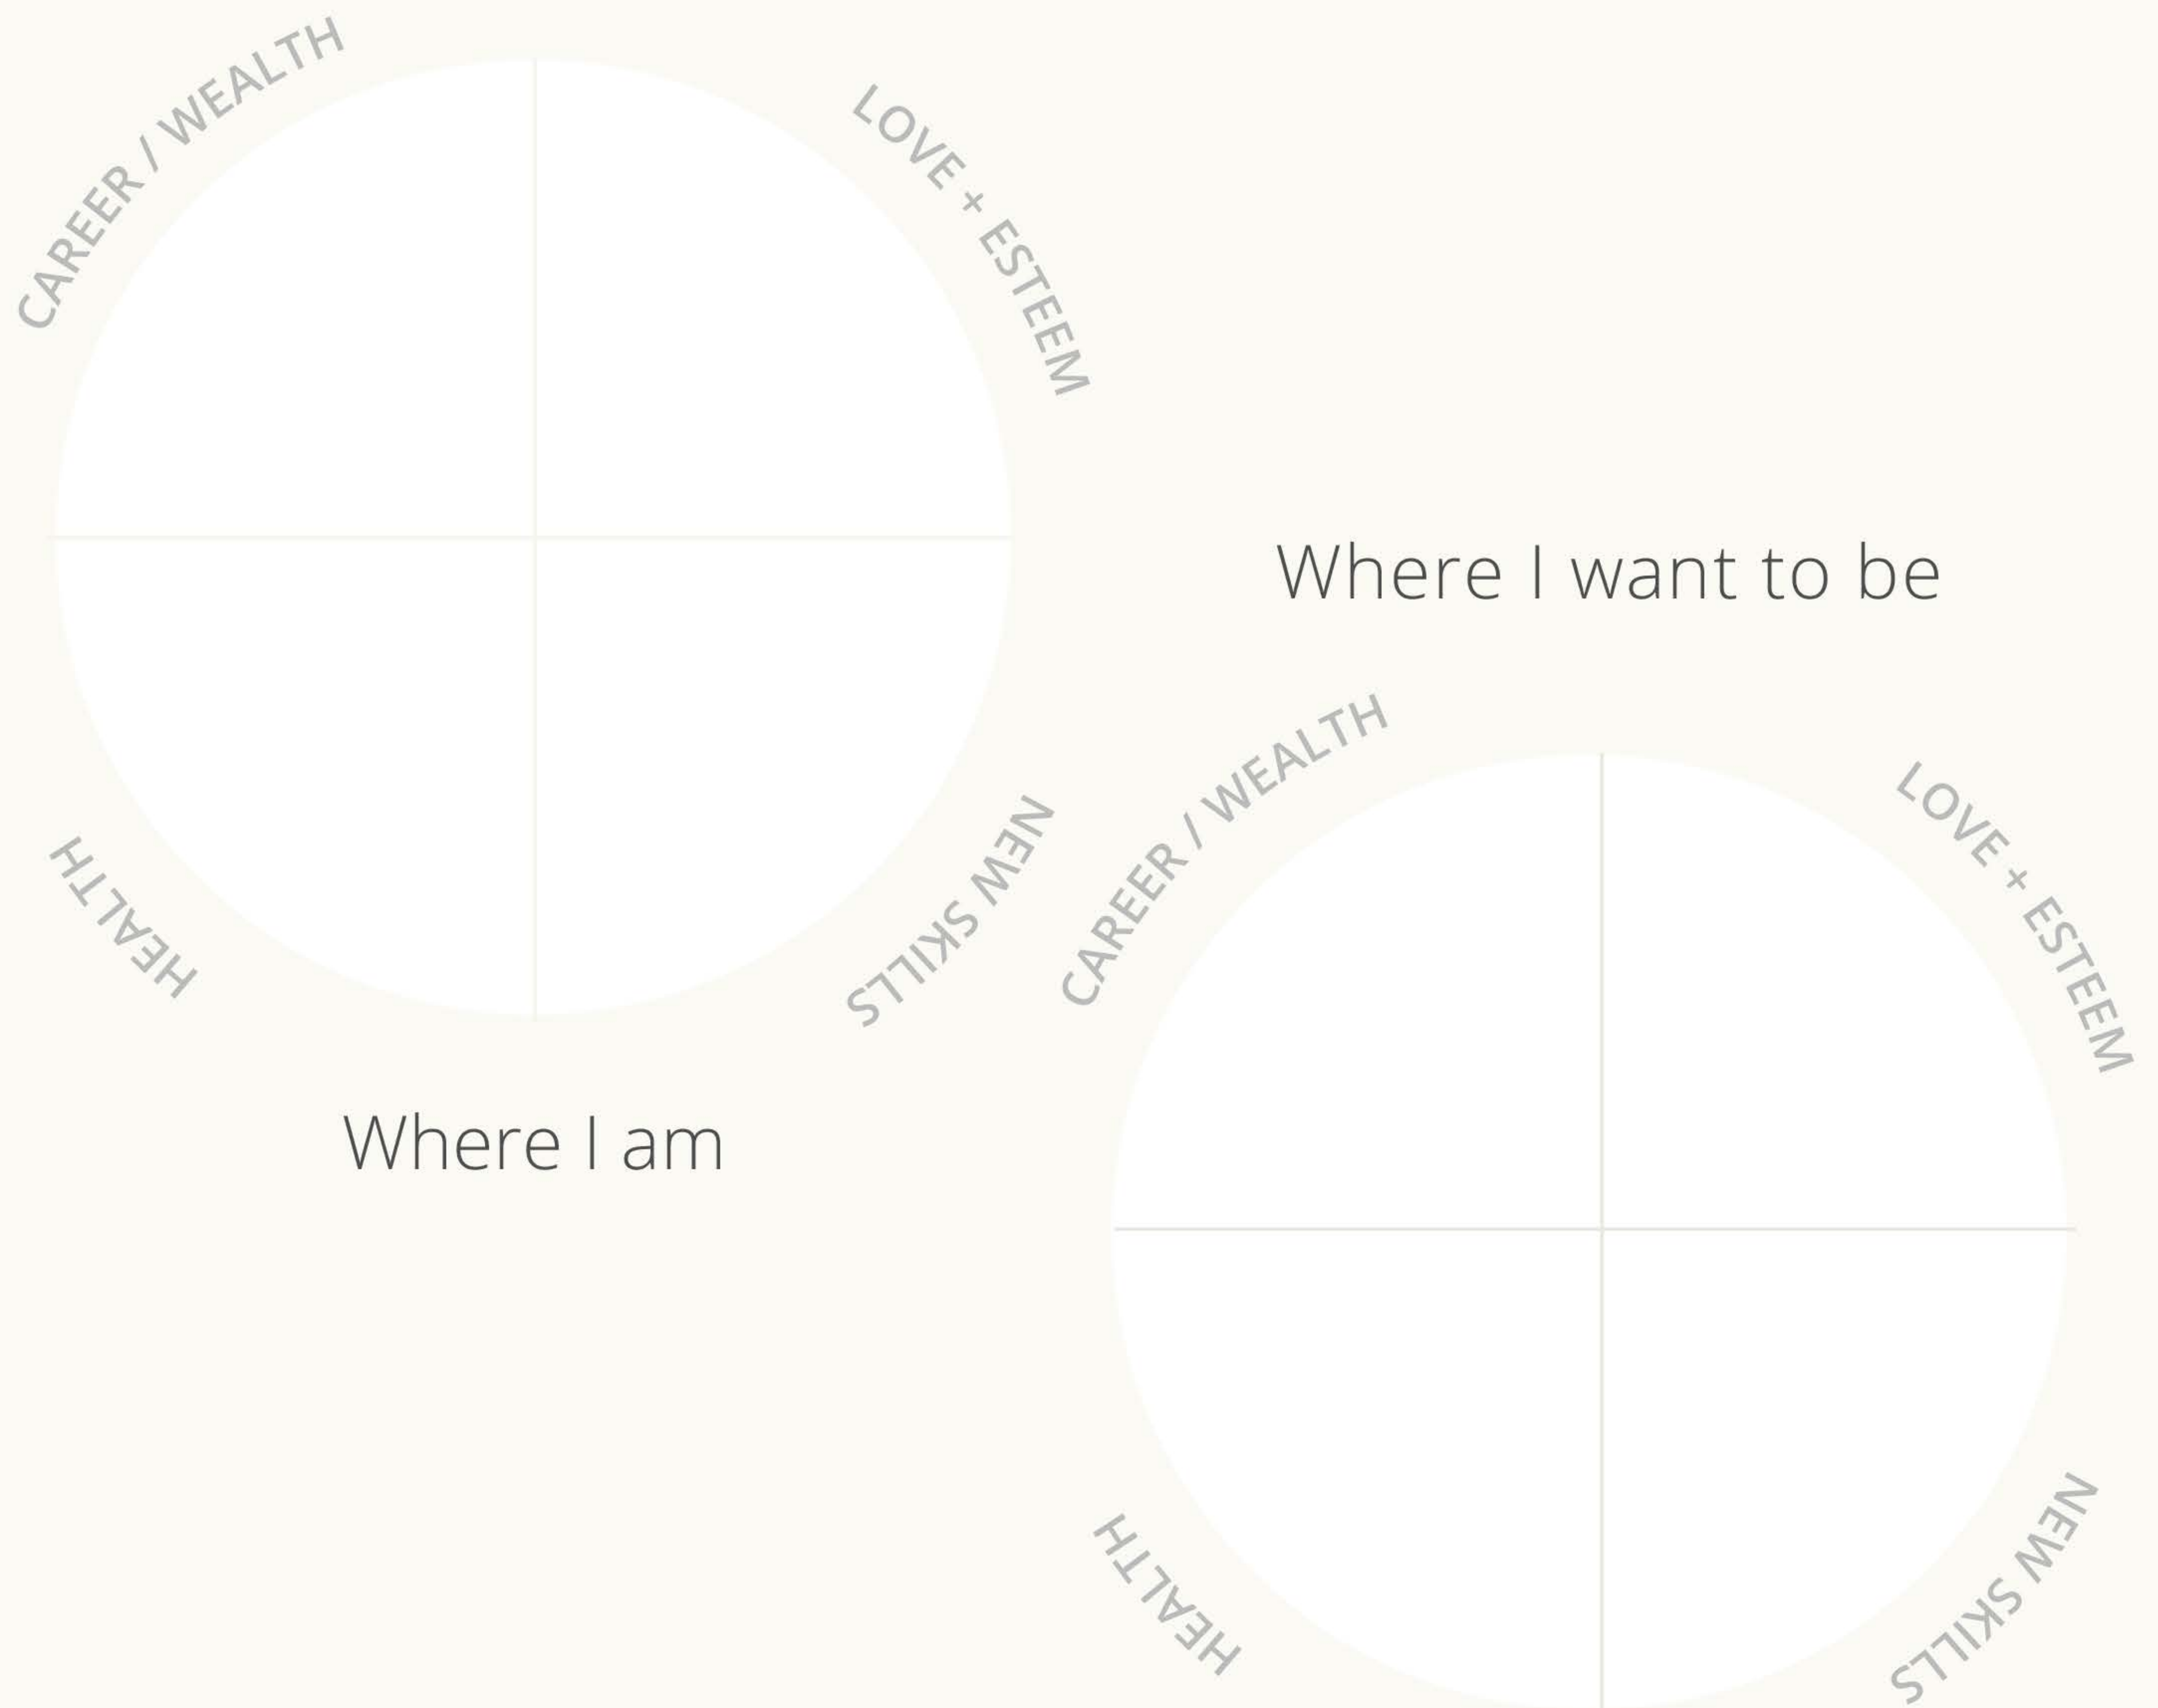 CAREER / WEALTH
LOVE + ESTEEM
HEALTH
NEW SKILLS
Where I am
Where I want to be
CAREER / WEALTH
LOVE + ESTEEM
HEALTH
NEW SKILLS